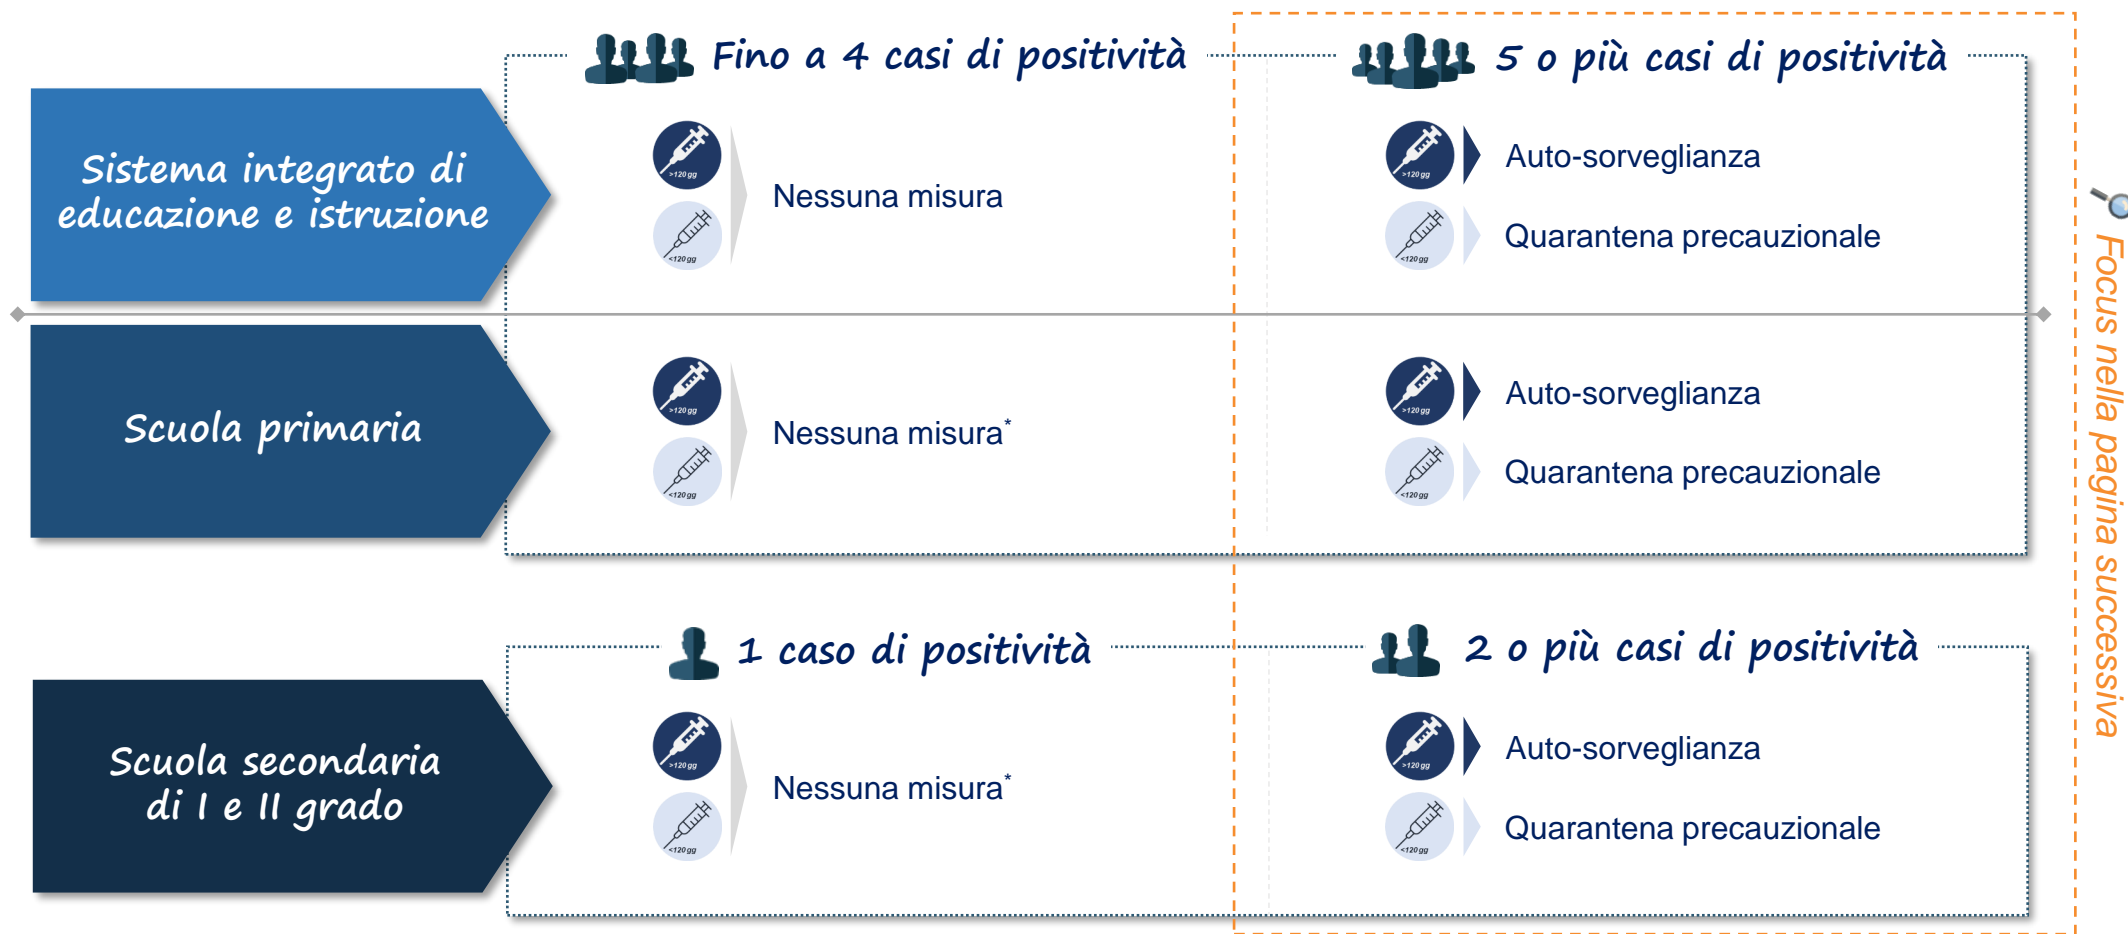 Fino a 4 casi di positività
5 o più casi di positività
Sistema integrato di
educazione e istruzione
>120 gg
<120 gg
Nessuna misura
>120 gg
Auto-sorveglianza
<120 gg
Quarantena precauzionale
Scuola primaria
>120 gg
<120 gg
Nessuna misura*
>120 gg
Auto-sorveglianza
<120 gg
Quarantena precauzionale
1 caso di positività
2 o più casi di positività
Scuola secondaria
di I e II grado
>120 gg
<120 gg
Nessuna misura*
>120 gg
Auto-sorveglianza
<120 gg
Quarantena precauzionale
Focus nella pagina successiva